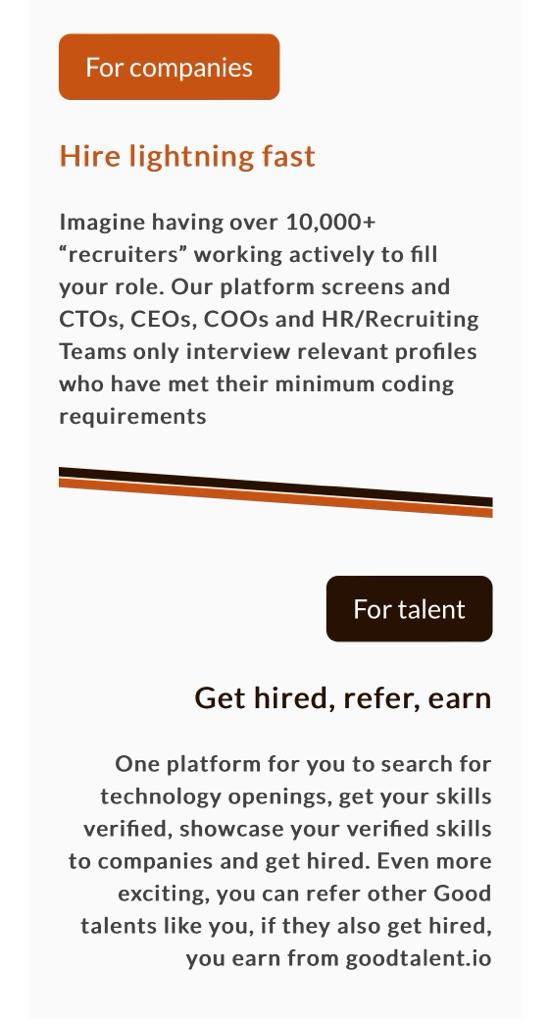 For companies
Hire lightning fast
Imagine having over 10,000+
“recruiters” working actively to fill
your role. Our platform screens and
CTOs, CEOs, COOs and HR/Recruiting
Teams only interview relevant profiles
who have met their minimum coding
requirements
For talent
Get hired, refer, earn
One platform for you to search for
technology openings, get your skills
verified, showcase your verified skills
to companies and get hired. Even more
exciting, you can refer other Good
talents like you, if they also get hired,
you earn from goodtalent.io